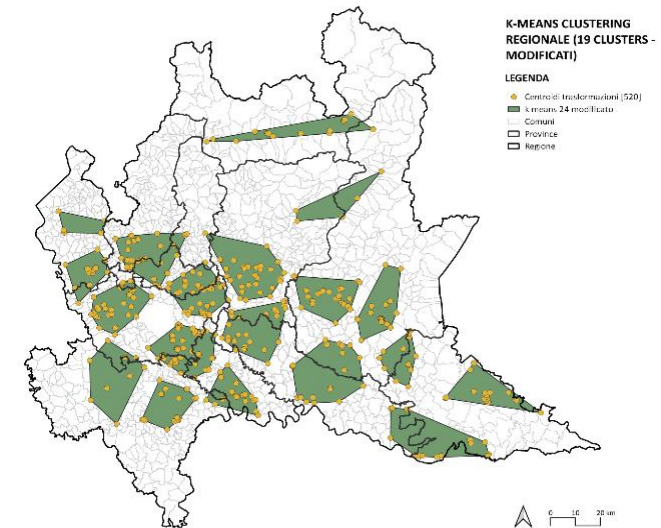 K-MEANS CLUSTERING
REGIONALE (19 CLUSTERS -
MODIFICATI)
LEGENDA
Centroidi trasformazioni [520]
k means 24 modificato
Comuni
Province
Regione
0 10 20 km